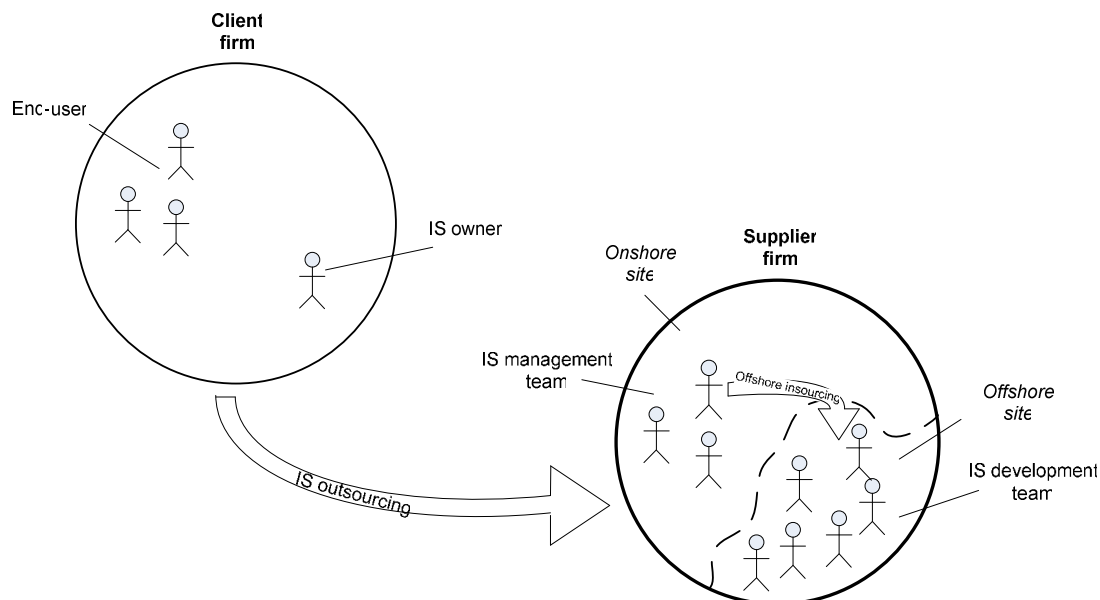 Client
firm
Enc-user
IS owner
Supplier
firm
Onshore
site
IS management
team
Offshore insourcing
Offshore
site
IS development
team
IS outsourcing